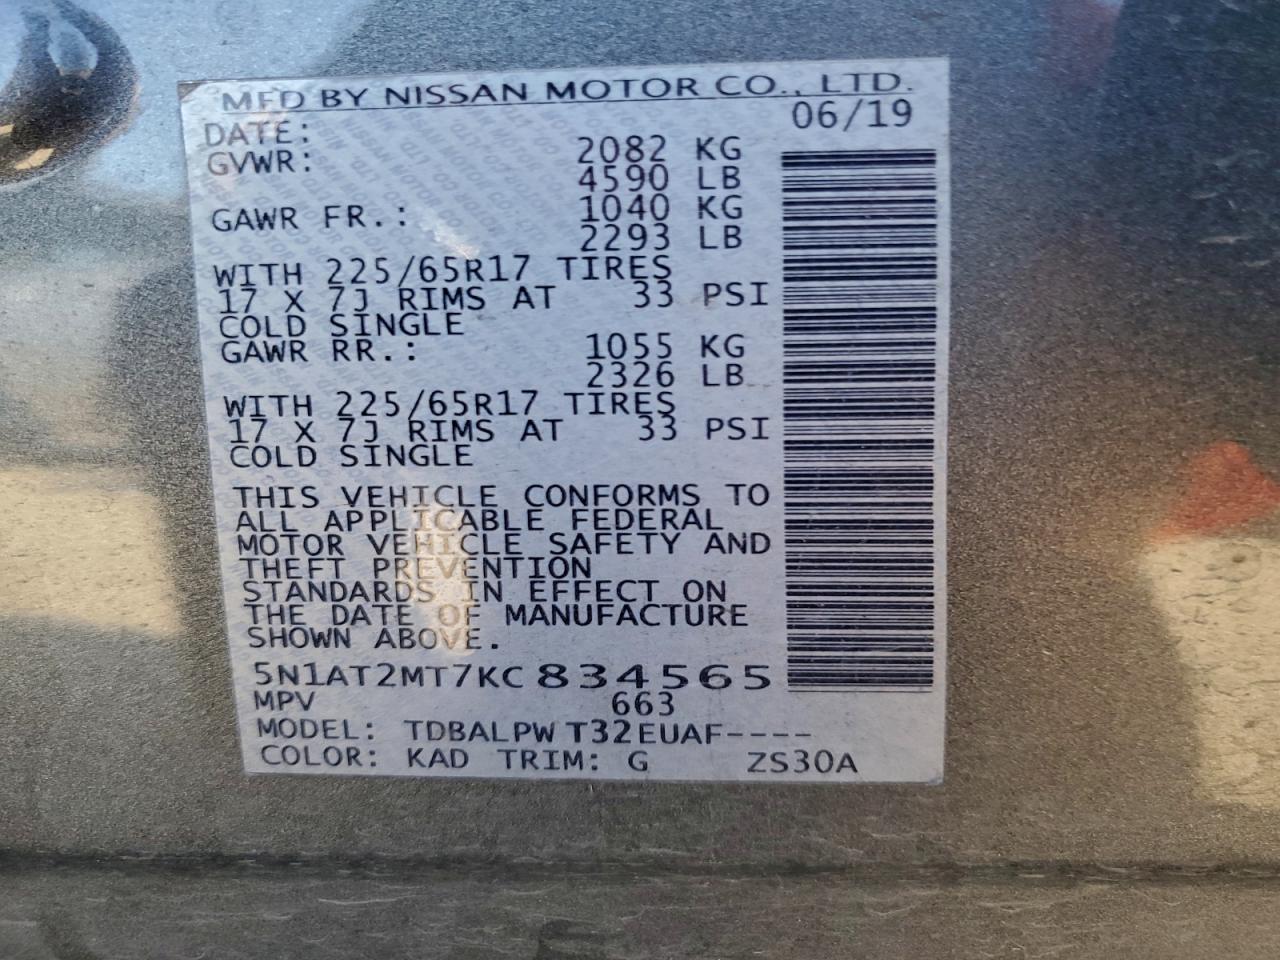 MFD BY NISSAN MOTOR CO., LTD.
DATE: 06/19
GVWR: 2082 KG
4590 LB
GAWR FR.: 1040 KG
2293 LB
WITH 225/65R17 TIRES
17 X 7J RIMS AT 33 PSI
COLD SINGLE
GAWR RR.: 1055 KG
2326 LB
WITH 225/65R17 TIRES
17 X 7J RIMS AT 33 PSI
COLD SINGLE
THIS VEHICLE CONFORMS TO
ALL APPLICABLE FEDERAL
MOTOR VEHICLE SAFETY AND
THEFT PREVENTION
STANDARDS IN EFFECT ON
THE DATE OF MANUFACTURE
SHOWN ABOVE.
5N1AT2MT7KC834565
MPV 663
MODEL: TDBALPW T32EUAF----
COLOR: KAD TRIM: G ZS30A